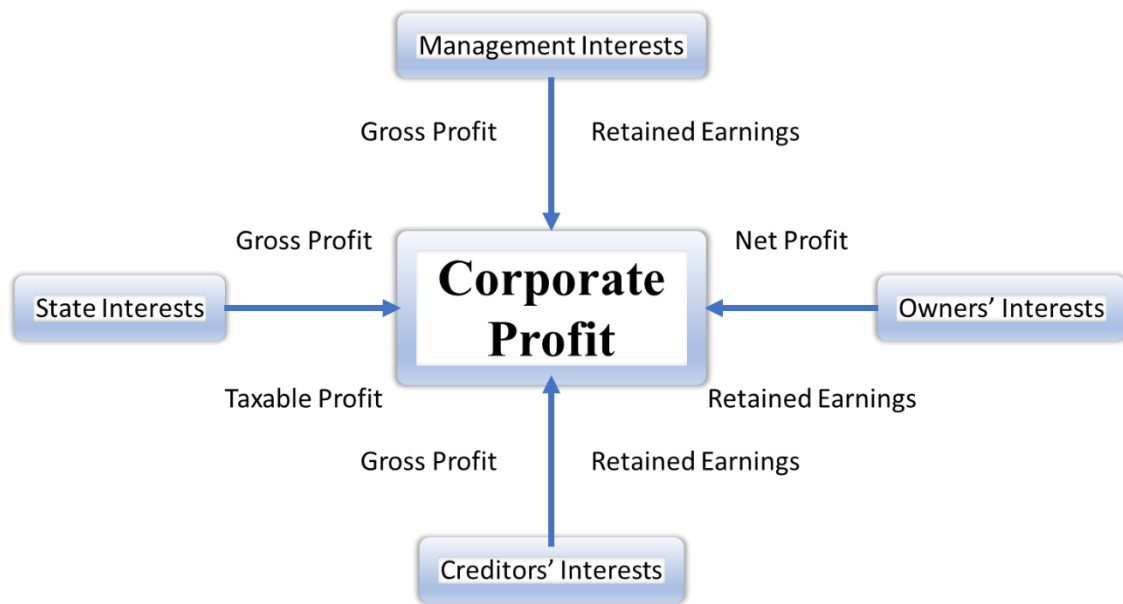 Management Interests
Gross Profit
Retained Earnings
Gross Profit
Net Profit
Corporate
Profit
State Interests
Owners’ Interests
Taxable Profit
Retained Earnings
Gross Profit
Retained Earnings
Creditors’ Interests